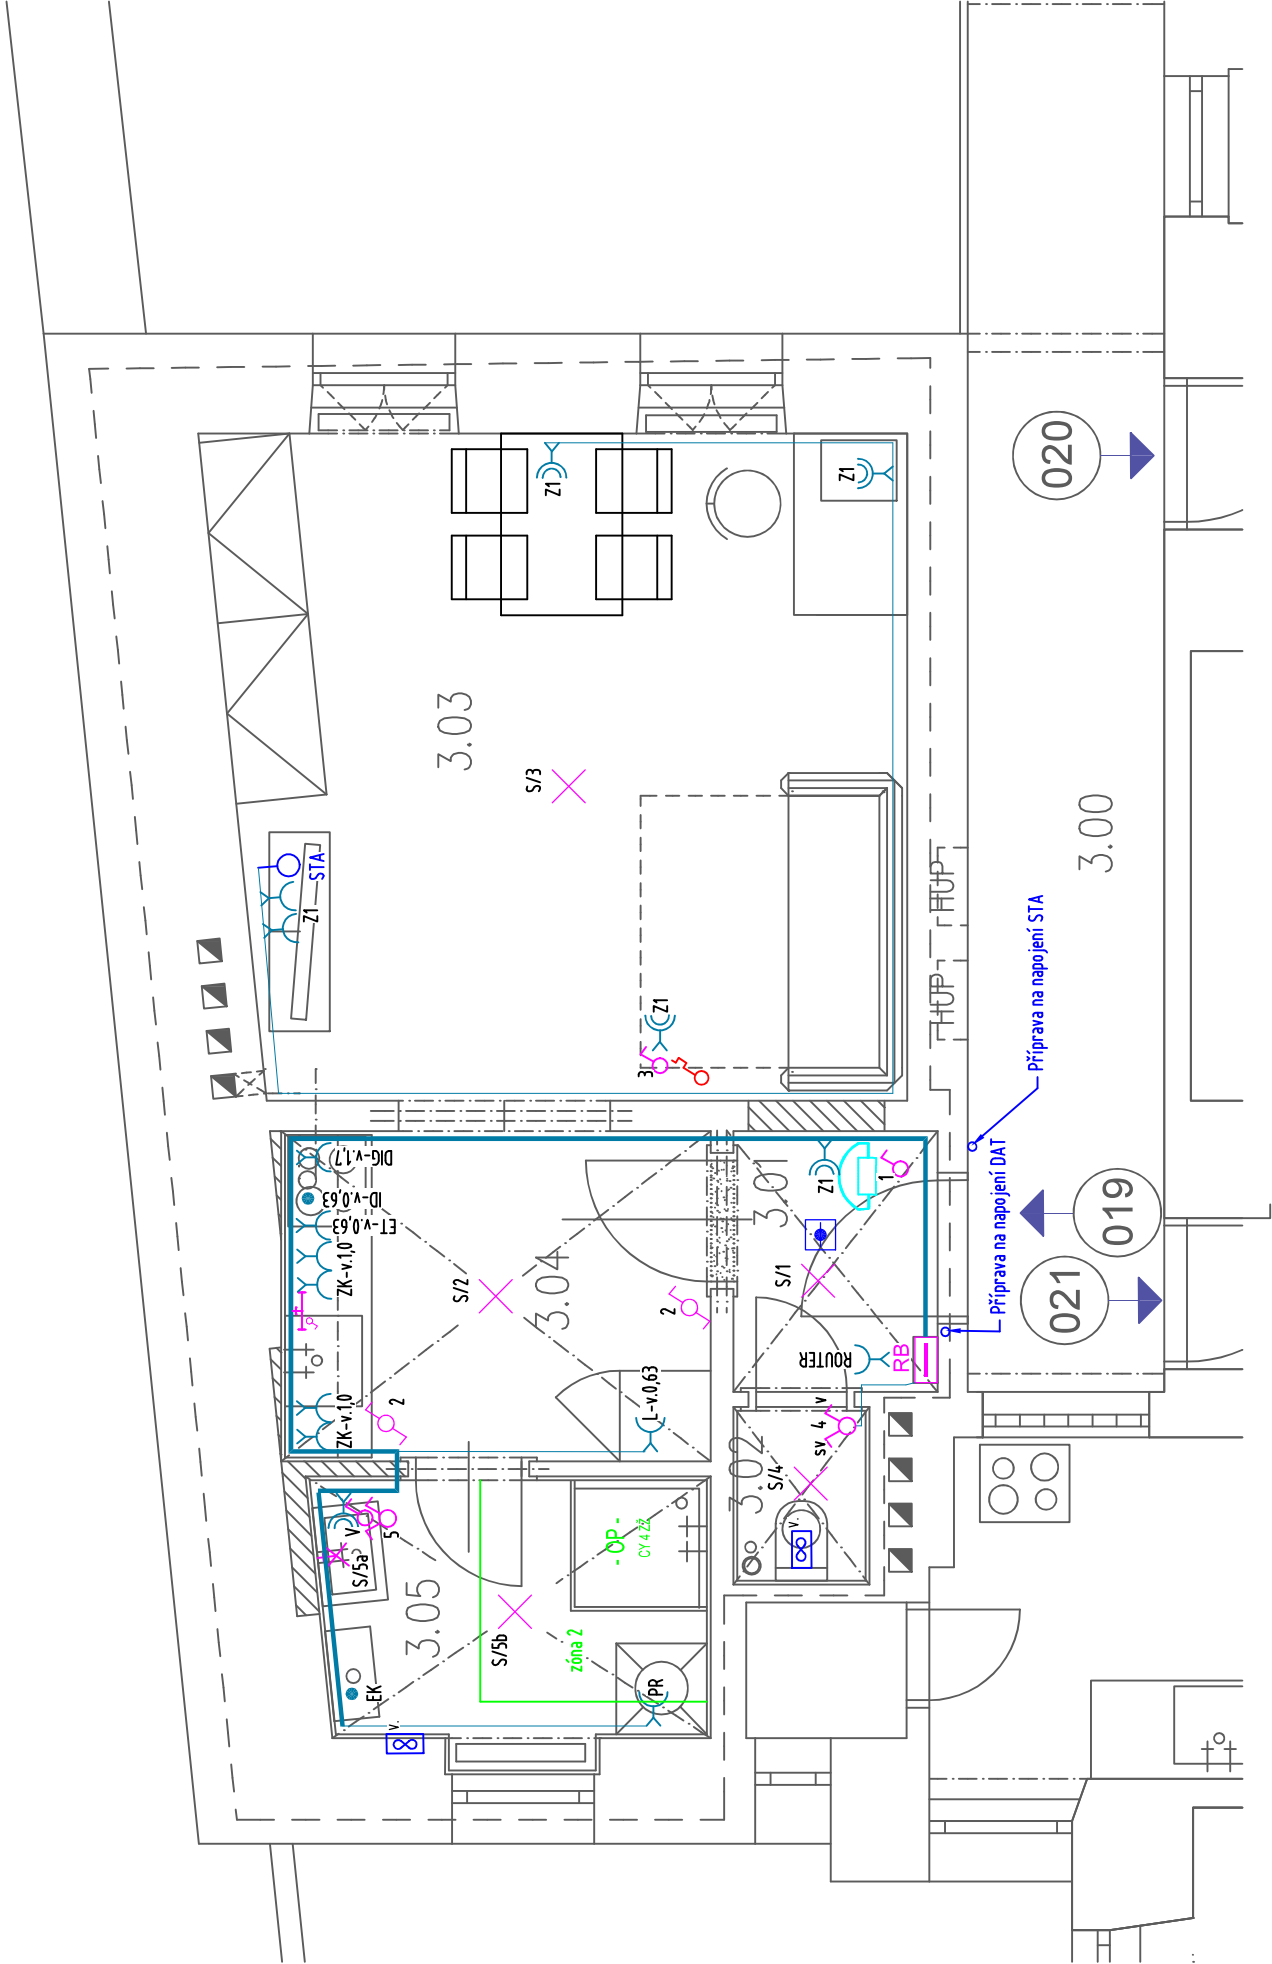 020
Z1
Z1
3.03
S/3
STA
Z1
3.00
HUP
HUP
Příprava na napojení STA
Z1
3
DIG-v.1,7
ID-v.0,63
ET-v.0,63
ZK-v.1,0
S/2
3.04
2
3.01
Z1
1
S/1
Příprava na napojení DAT
019
021
ROUTER
RB
ZK-v.1,0
2
L-v.0,63
v
4
sv
3.02
S/4
v.
V
5
S/5a
3.05
- OP -
CY 4 ZŽ
S/5b
zóna 2
EK
PR
v.